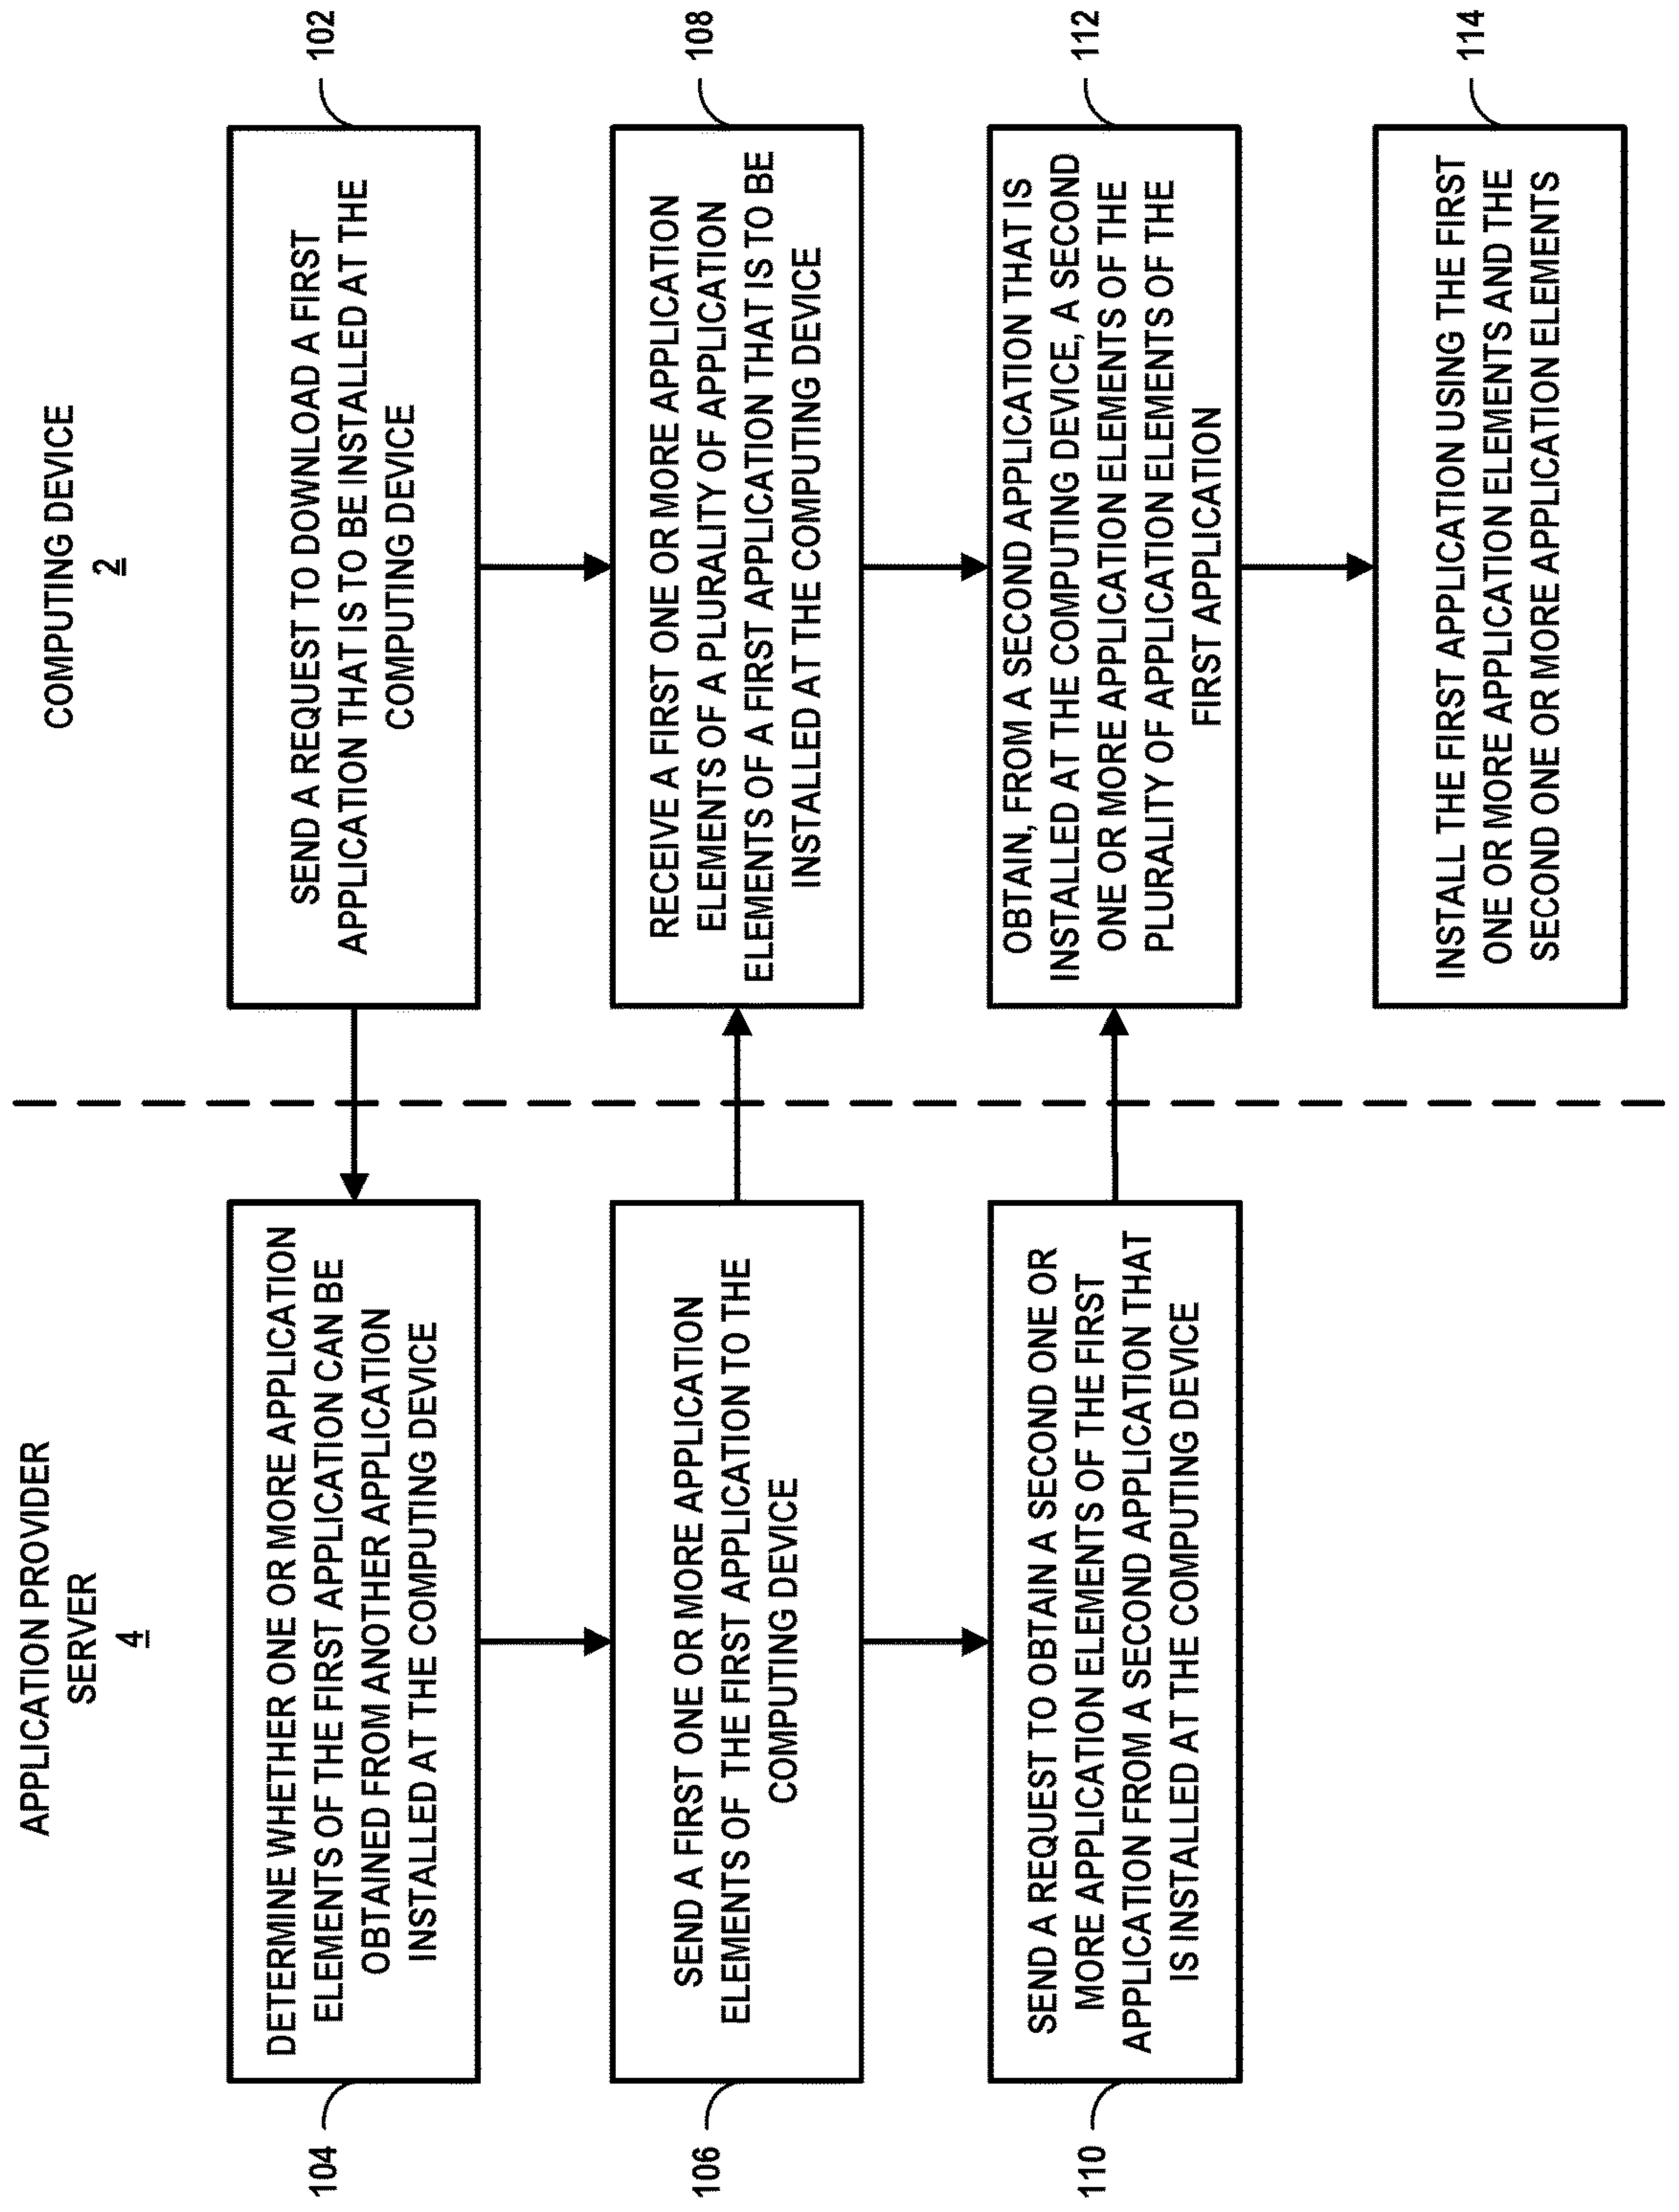 APPLICATION PROVIDER
SERVER
4
COMPUTING DEVICE
2
SEND A REQUEST TO DOWNLOAD A FIRST
APPLICATION THAT IS TO BE INSTALLED AT THE
COMPUTING DEVICE
102
104
DETERMINE WHETHER ONE OR MORE APPLICATION
ELEMENTS OF THE FIRST APPLICATION CAN BE
OBTAINED FROM ANOTHER APPLICATION
INSTALLED AT THE COMPUTING DEVICE
106
SEND A FIRST ONE OR MORE APPLICATION
ELEMENTS OF THE FIRST APPLICATION TO THE
COMPUTING DEVICE
RECEIVE A FIRST ONE OR MORE APPLICATION
ELEMENTS OF A PLURALITY OF APPLICATION
ELEMENTS OF A FIRST APPLICATION THAT IS TO BE
INSTALLED AT THE COMPUTING DEVICE
108
110
SEND A REQUEST TO OBTAIN A SECOND ONE OR
MORE APPLICATION ELEMENTS OF THE FIRST
APPLICATION FROM A SECOND APPLICATION THAT
IS INSTALLED AT THE COMPUTING DEVICE
OBTAIN, FROM A SECOND APPLICATION THAT IS
INSTALLED AT THE COMPUTING DEVICE, A SECOND
ONE OR MORE APPLICATION ELEMENTS OF THE
PLURALITY OF APPLICATION ELEMENTS OF THE
FIRST APPLICATION
112
INSTALL THE FIRST APPLICATION USING THE FIRST
ONE OR MORE APPLICATION ELEMENTS AND THE
SECOND ONE OR MORE APPLICATION ELEMENTS
114